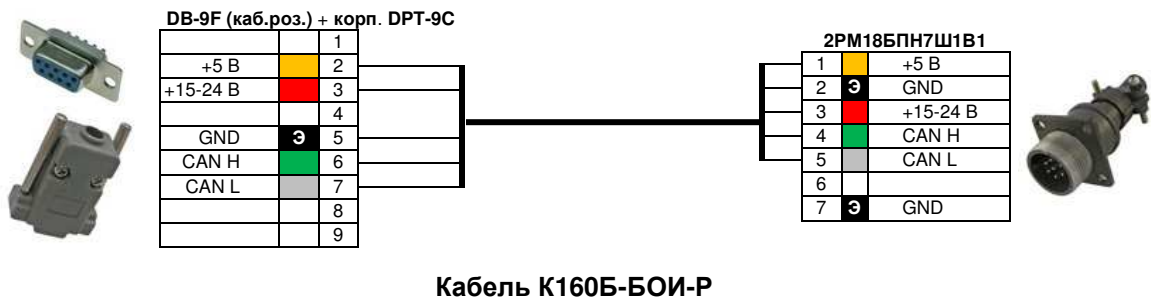 DB-9F (каб.роз.) + корп. DPT-9C
1
+5 В 2
+15-24 В 3
4
GND Э 5
CAN H 6
CAN L 7
8
9
2РМ18БПН7Ш1В1
1 +5 В
2 Э GND
3 +15-24 В
4 CAN H
5 CAN L
6
7 Э GND
Кабель К160Б-БОИ-Р